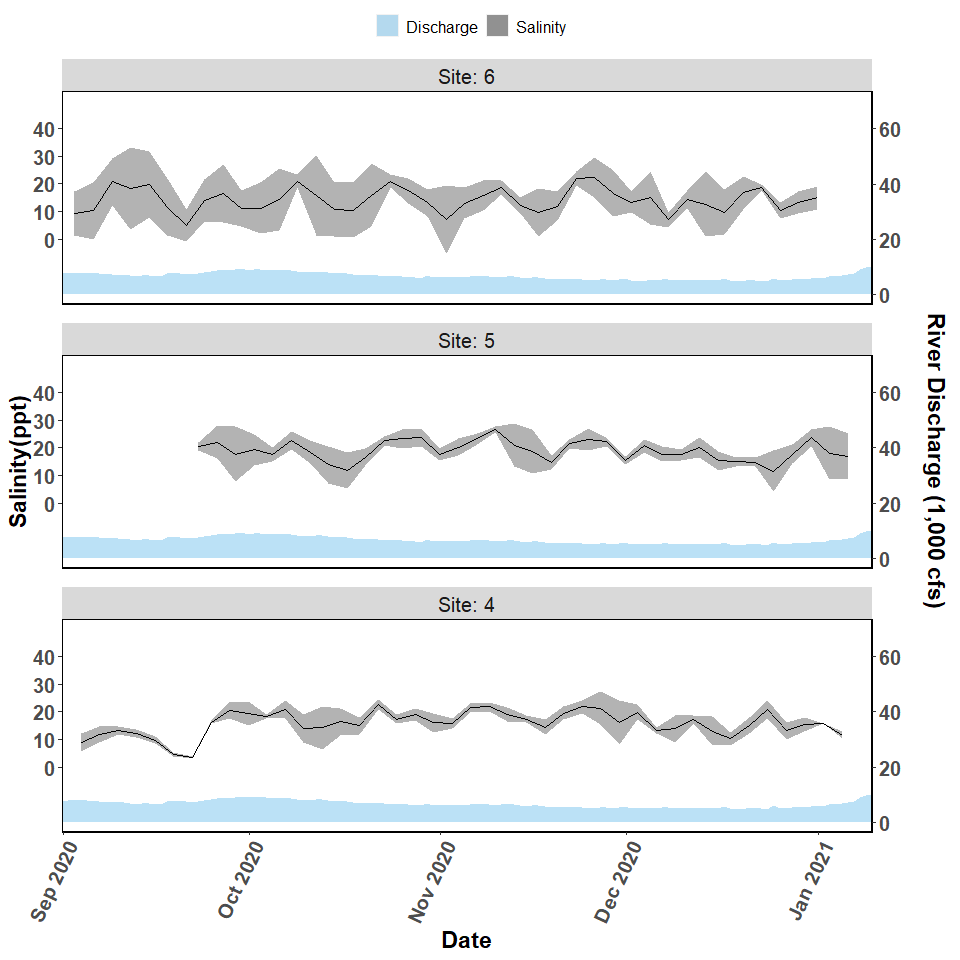 Discharge Salinity
Site: 6
40
30
20
10
0
60
40
20
0
Site: 5
40
30
20
10
0
60
40
20
0
Site: 4
40
30
20
10
0
60
40
20
0
Salinity(ppt)
River Discharge (1,000 cfs)
Sep 2020
Oct 2020
Nov 2020
Dec 2020
Jan 2021
Date